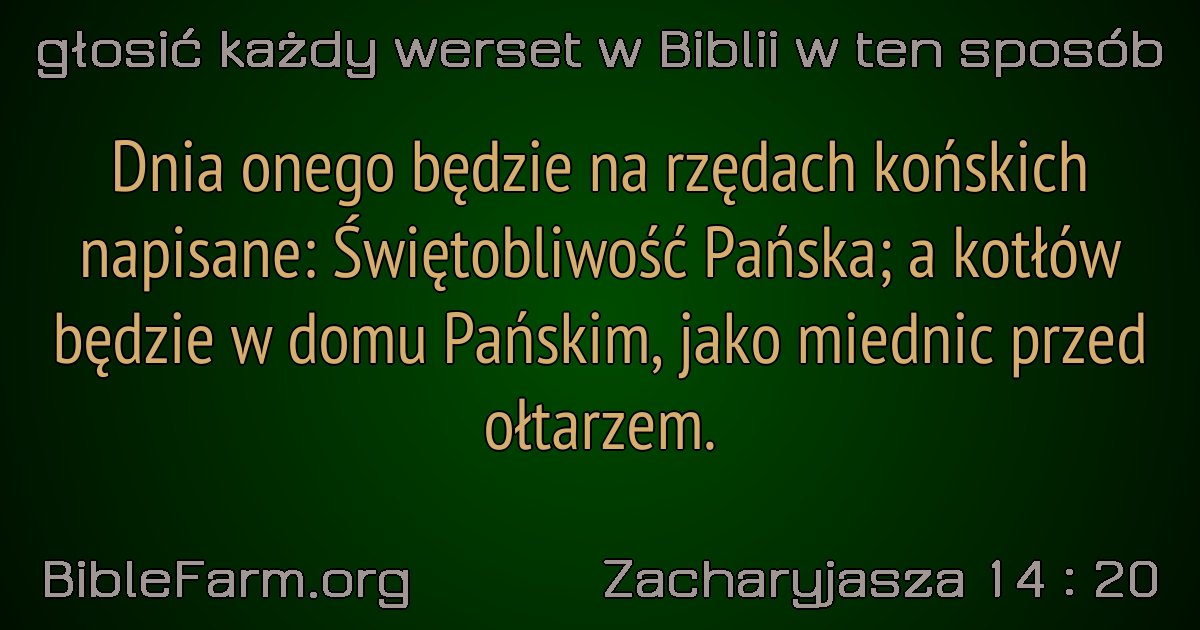 głosić każdy werset w Biblii w ten sposób
Dnia onego będzie na rzędach końskich
napisane: Świętobliwość Pańska; a kotłów
będzie w domu Pańskim, jako miednic przed
ołtarzem.
BibleFarm.org
Zacharyjasza 14 : 20